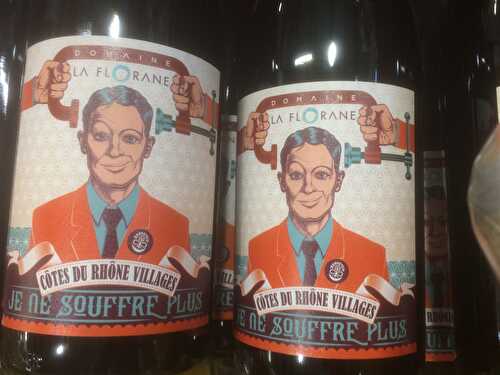 DOMAINE
LA FLORANE
CÔTES DU RHÔNE VILLAGES
JE NE SOUFFRE PLUS
DOMAINE
LA FLORANE
CÔTES DU RHÔNE VILLAGES
JE NE SOUFFRE PLUS